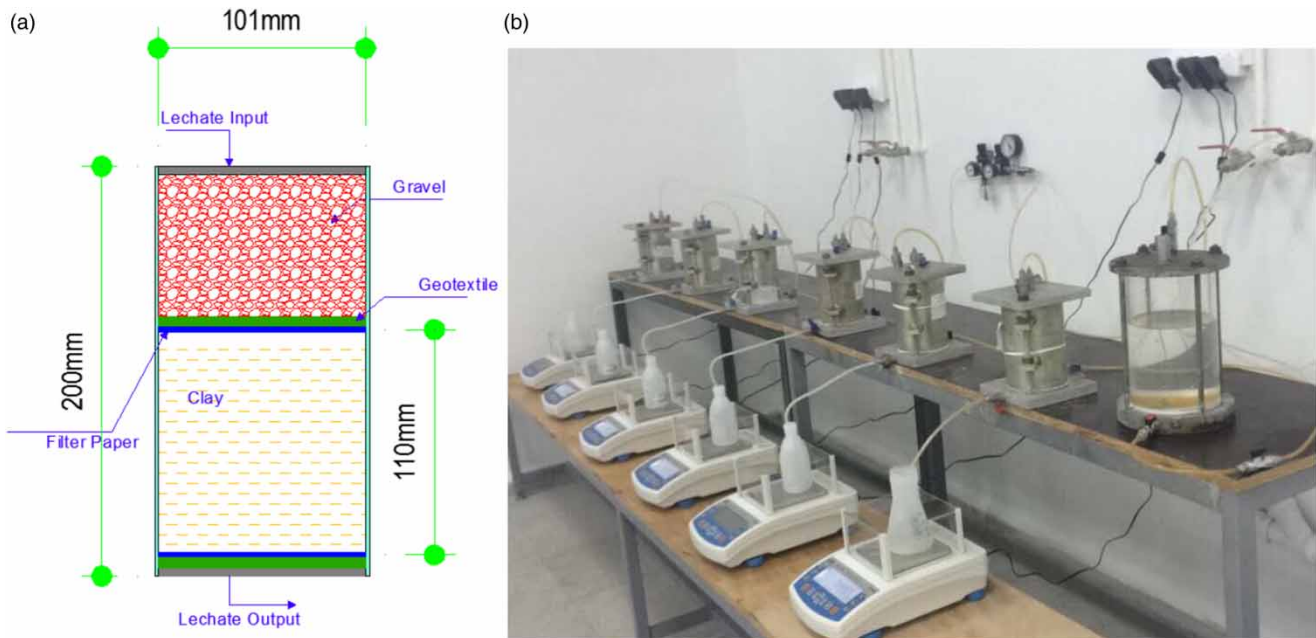 (a)
101mm
(b)
Lechate Input
Gravel
Geotextile
200mm
Clay
110mm
Filter Paper
Lechate Output